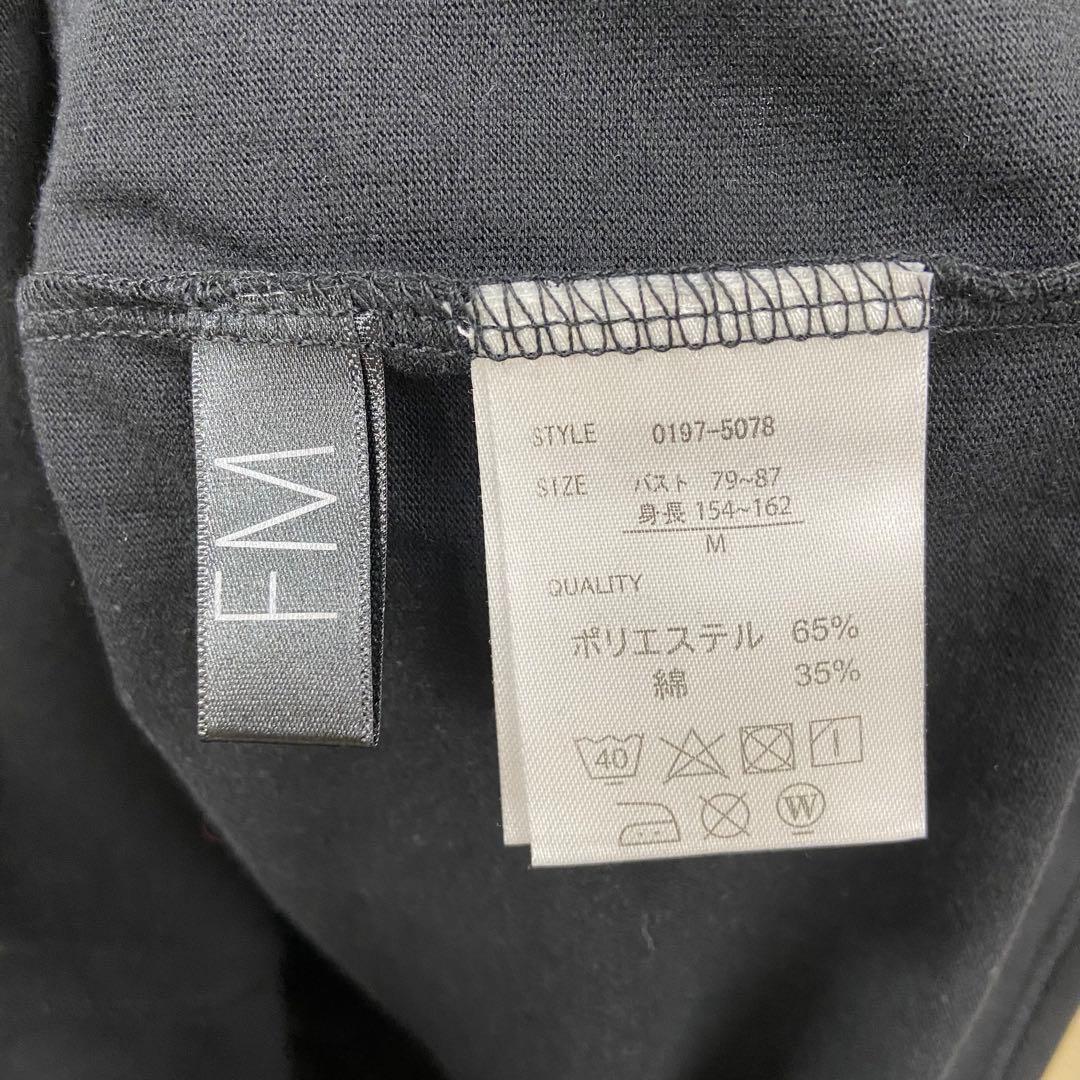 FM
STYLE 0197-5078
SIZE バスト 79~87
身長 154~162
M
QUALITY
ポリエステル 65%
綿 35%
40
W